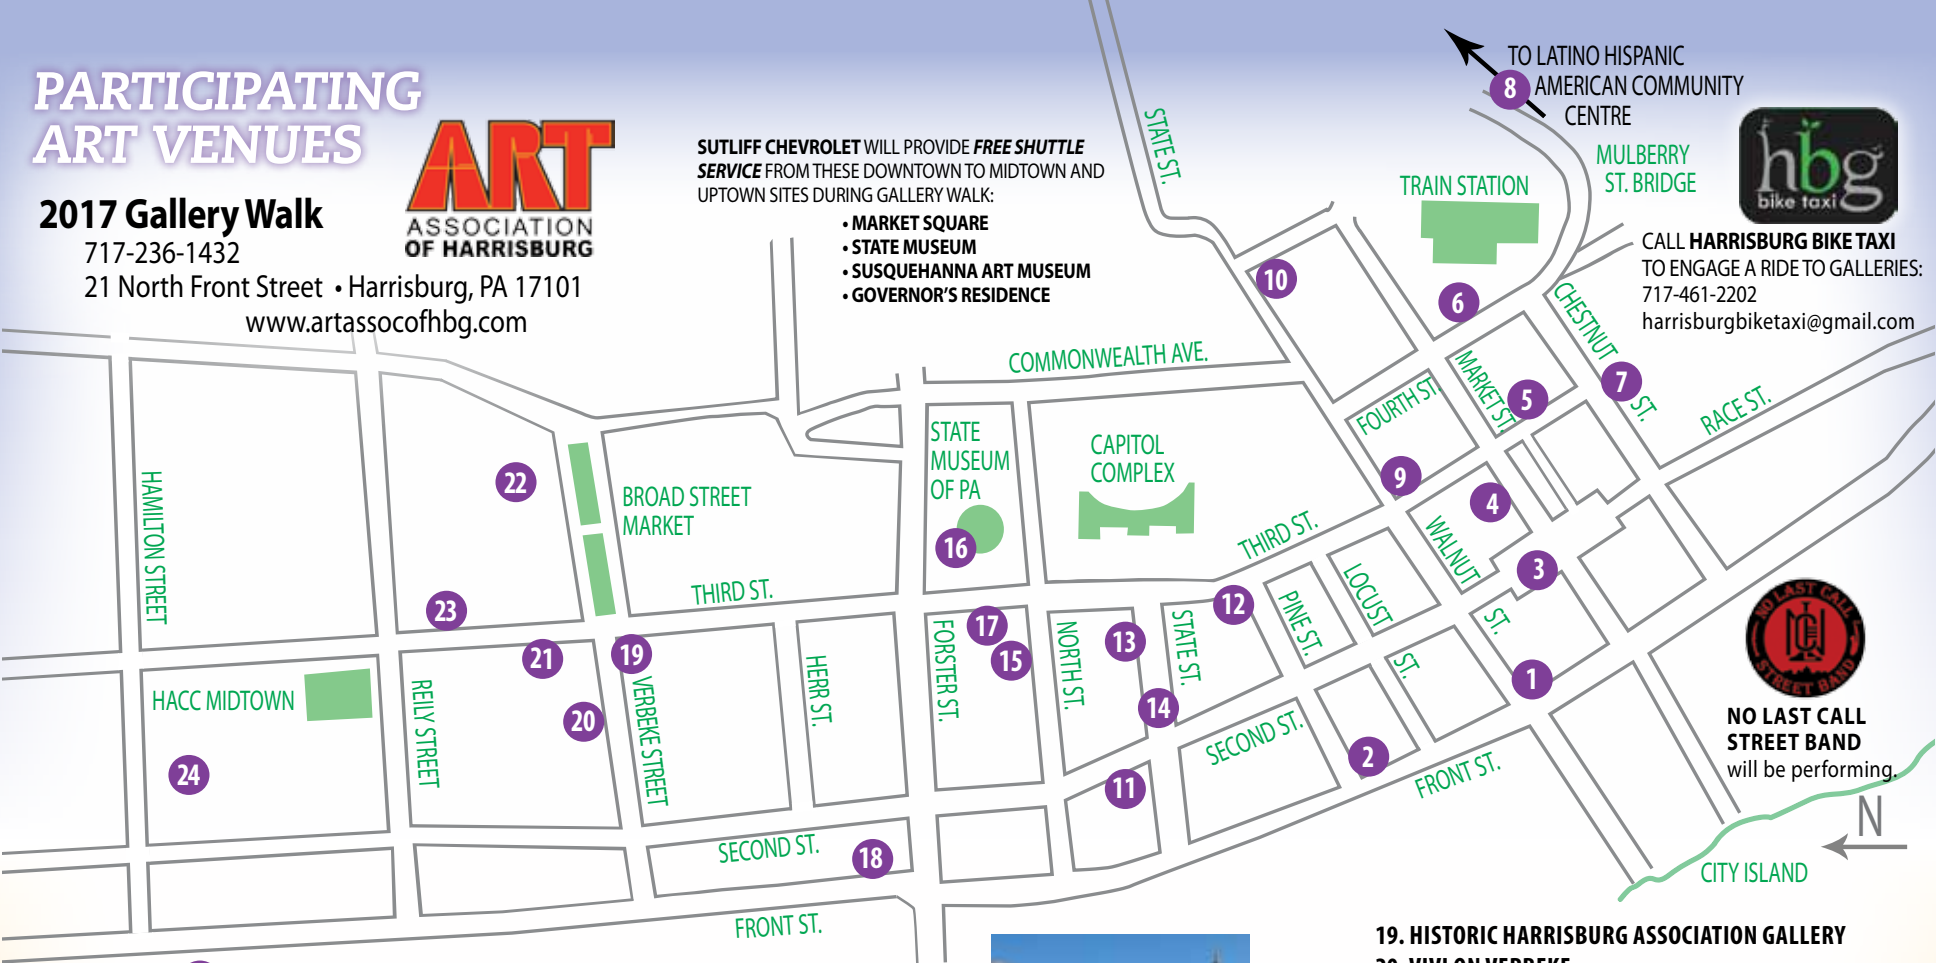 PARTICIPATING
ART VENUES
2017 Gallery Walk
717-236-1432
21 North Front Street • Harrisburg, PA 17101
www.artassocofhbg.com
ART
ASSOCIATION
OF HARRISBURG
SUTLIFF CHEVROLET WILL PROVIDE FREE SHUTTLE
SERVICE FROM THESE DOWNTOWN TO MIDTOWN AND
UPTOWN SITES DURING GALLERY WALK:
• MARKET SQUARE
• STATE MUSEUM
• SUSQUEHANNA ART MUSEUM
• GOVERNOR'S RESIDENCE
STATE ST.
8
TO LATINO HISPANIC
AMERICAN COMMUNITY
CENTRE
MULBERRY
ST. BRIDGE
TRAIN STATION
hbg
bike taxi
CALL HARRISBURG BIKE TAXI
TO ENGAGE A RIDE TO GALLERIES:
717-461-2202
harrisburgbiketaxi@gmail.com
10
6
CHESTNUT
ST.
7
COMMONWEALTH AVE.
MARKET ST.
5
FOURTH ST.
RACE ST.
9
4
STATE
MUSEUM
OF PA
16
CAPITOL
COMPLEX
THIRD ST.
WALNUT
ST.
3
HAMILTON STREET
22
BROAD STREET
MARKET
THIRD ST.
23
21
19
20
HACC MIDTOWN
24
REILY STREET
VERBEKE STREET
HERR ST.
FORSTER ST.
17
15
NORTH ST.
13
STATE ST.
12
14
PINE ST.
LOCUST
ST.
1
SECOND ST.
2
FRONT ST.
11
SECOND ST.
18
FRONT ST.
NO LAST CALL
STREET BAND
NO LAST CALL
STREET BAND
will be performing.
N
CITY ISLAND
19. HISTORIC HARRISBURG ASSOCIATION GALLERY